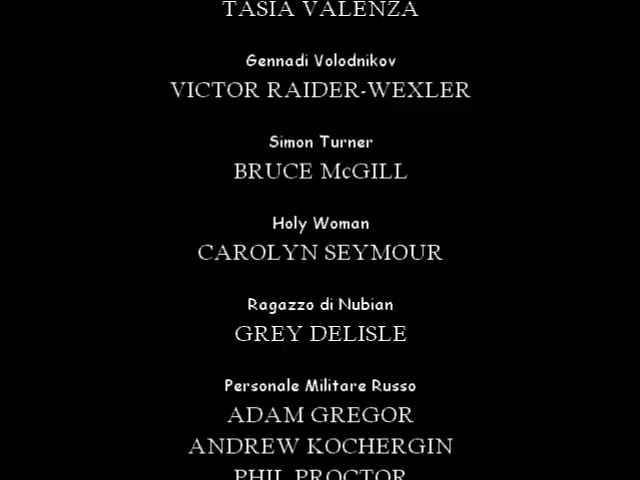 TASIA VALENZA
Gennadi Volodnikov
VICTOR RAIDER-WEXLER
Simon Turner
BRUCE McGILL
Holy Woman
CAROLYN SEYMOUR
Ragazzo di Nubian
GREY DELISLE
Personale Militare Russo
ADAM GREGOR
ANDREW KOCHERGIN
PHIL PROCTOR